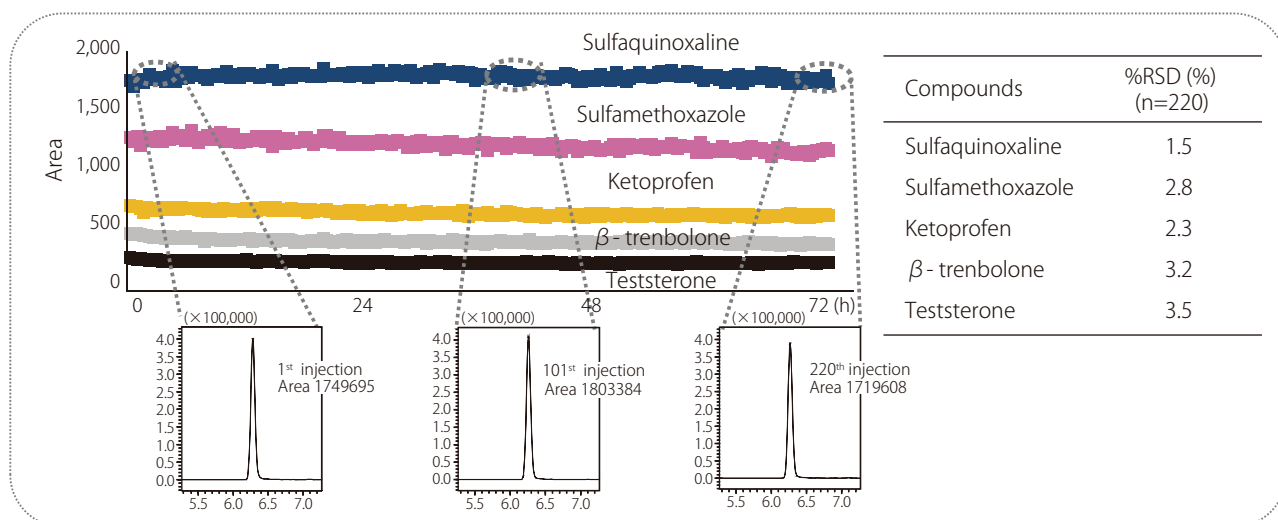 2,000
1,500
1,000
500
0
Area
Sulfaquinoxaline
Sulfamethoxazole
Ketoprofen
β- trenbolone
Teststerone
0 24 48 72 (h)
Compounds %RSD (%)
(n=220)
Sulfaquinoxaline 1.5
Sulfamethoxazole 2.8
Ketoprofen 2.3
β- trenbolone 3.2
Teststerone 3.5
(×100,000)
4.0
3.5
3.0
2.5
2.0
1.5
1.0
0.5
0.0
5.5 6.0 6.5 7.0
1st injection
Area 1749695
(×100,000)
4.0
3.5
3.0
2.5
2.0
1.5
1.0
0.5
0.0
5.5 6.0 6.5 7.0
101st injection
Area 1803384
(×100,000)
4.0
3.5
3.0
2.5
2.0
1.5
1.0
0.5
0.0
5.5 6.0 6.5 7.0
220th injection
Area 1719608